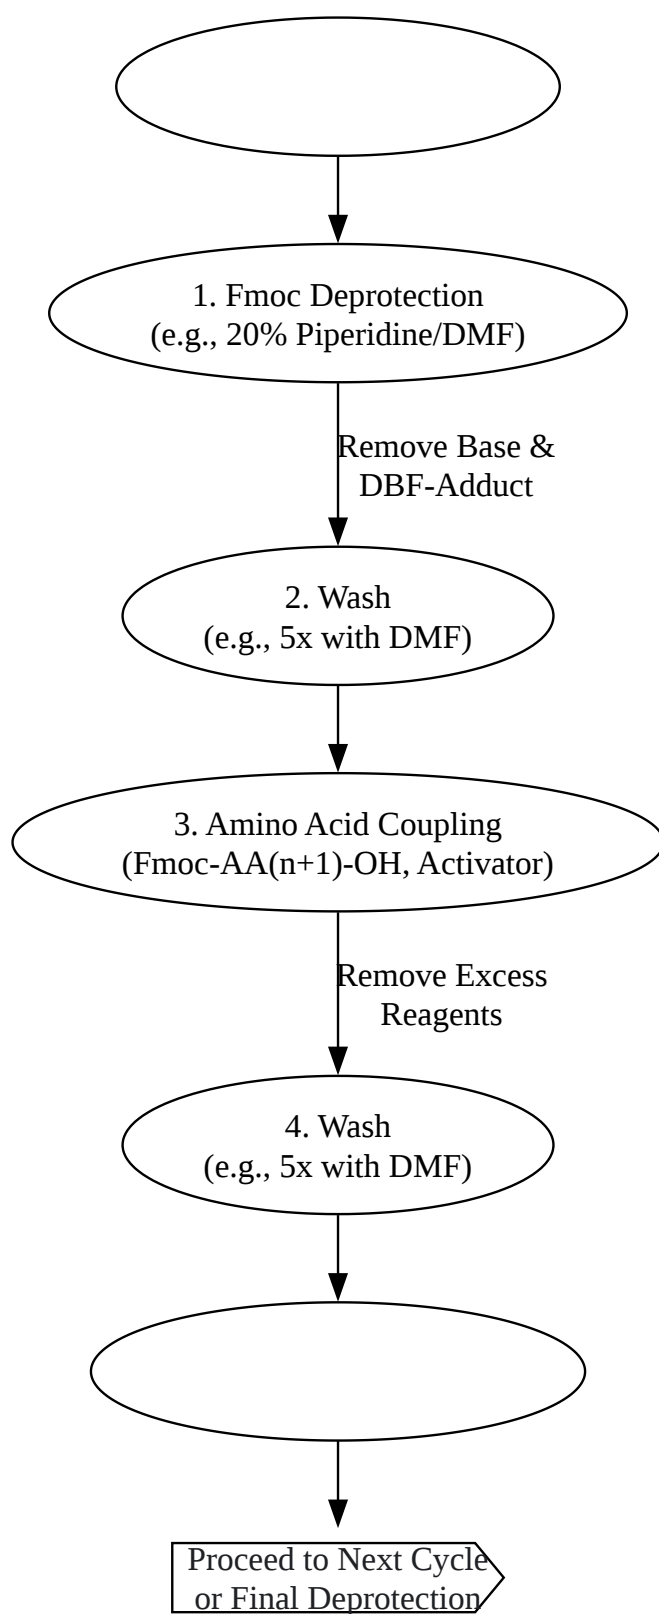 1. Fmoc Deprotection
(e.g., 20% Piperidine/DMF)
Remove Base &
DBF-Adduct
2. Wash
(e.g., 5x with DMF)
3. Amino Acid Coupling
(Fmoc-AA(n+1)-OH, Activator)
Remove Excess
Reagents
4. Wash
(e.g., 5x with DMF)
Proceed to Next Cycle
or Final Deprotection